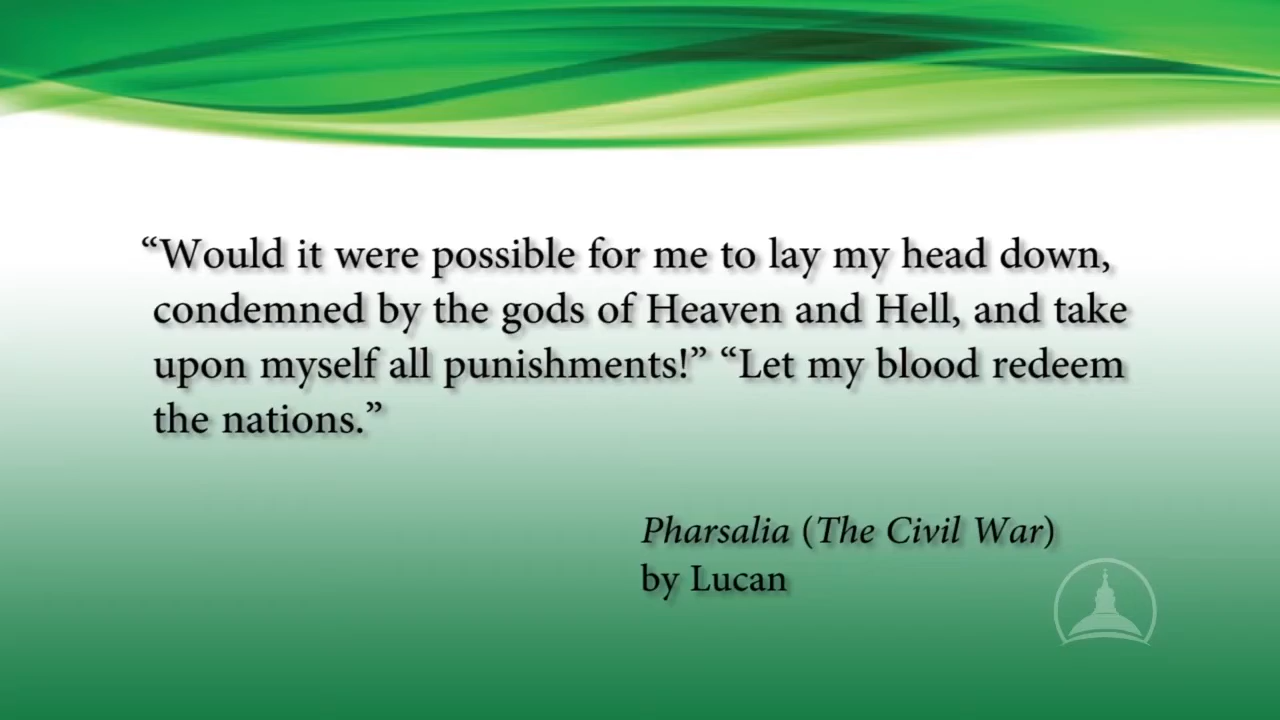 “Would it were possible for me to lay my head down,
condemned by the gods of Heaven and Hell, and take
upon myself all punishments!” “Let my blood redeem
the nations.”
Pharsalia (The Civil War)
by Lucan